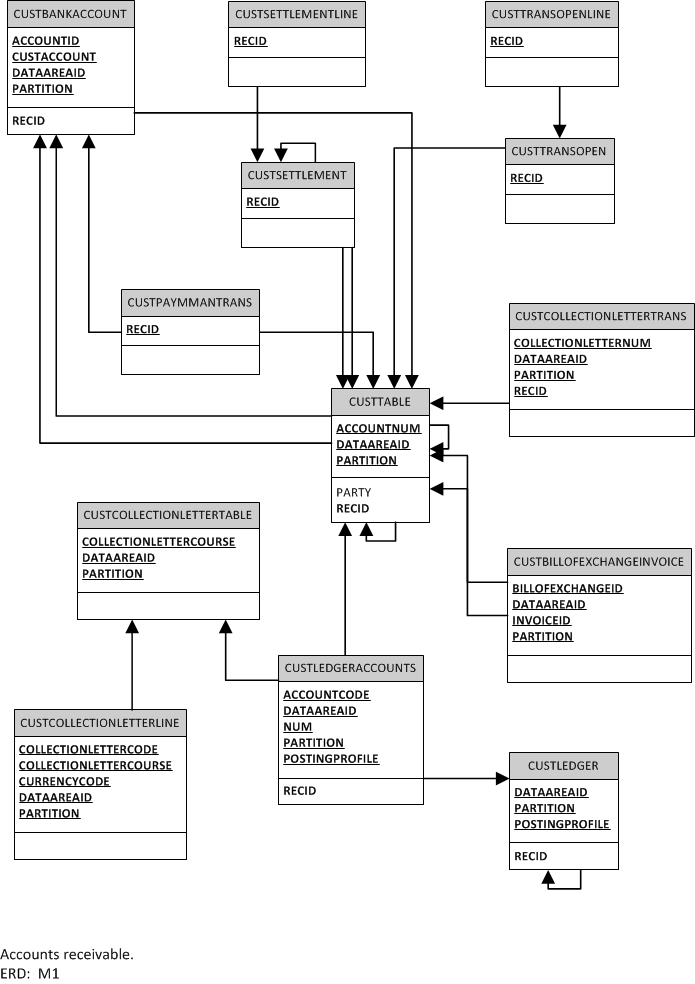 CUSTBANKACCOUNT
ACCOUNTID
CUSTACCOUNT
DATAAREAID
PARTITION
RECID
CUSTSETTLEMENTLINE
RECID
CUSTTRANSOPENLINE
RECID
CUSTSETTLEMENT
RECID
CUSTTRANSOPEN
RECID
CUSTPAYMMANTRANS
RECID
CUSTCOLLECTIONLETTERTRANS
COLLECTIONLETTERNUM
DATAAREAID
PARTITION
RECID
CUSTTABLE
ACCOUNTNUM
DATAAREAID
PARTITION
PARTY
RECID
CUSTCOLLECTIONLETTERTABLE
COLLECTIONLETTERCOURSE
DATAAREAID
PARTITION
CUSTBILLOFEXCHANGEINVOICE
BILLOFEXCHANGEID
DATAAREAID
INVOICEID
PARTITION
CUSTLEDGERACCOUNTS
ACCOUNTCODE
DATAAREAID
NUM
PARTITION
POSTINGPROFILE
RECID
CUSTCOLLECTIONLETTERLINE
COLLECTIONLETTERCODE
COLLECTIONLETTERCOURSE
CURRENCYCODE
DATAAREAID
PARTITION
CUSTLEDGER
DATAAREAID
PARTITION
POSTINGPROFILE
RECID
Accounts receivable.
ERD:  M1